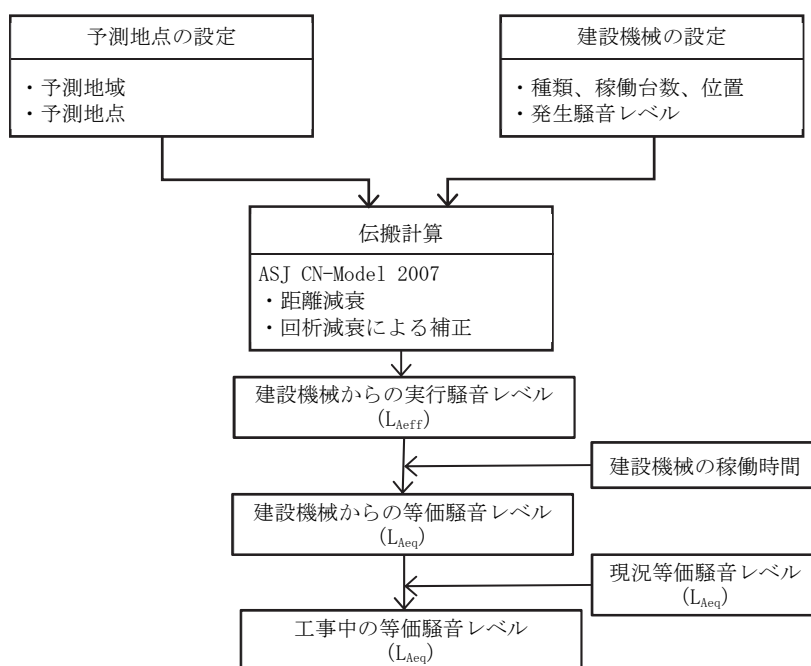 予測地点の設定
・予測地域
・予測地点
建設機械の設定
・種類、稼働台数、位置
・発生騒音レベル
伝搬計算
ASJ CN-Model 2007
・距離減衰
・回析減衰による補正
建設機械からの実行騒音レベル
(LAeff)
建設機械の稼働時間
建設機械からの等価騒音レベル
(LAeq)
現況等価騒音レベル
(LAeq)
工事中の等価騒音レベル
(LAeq)